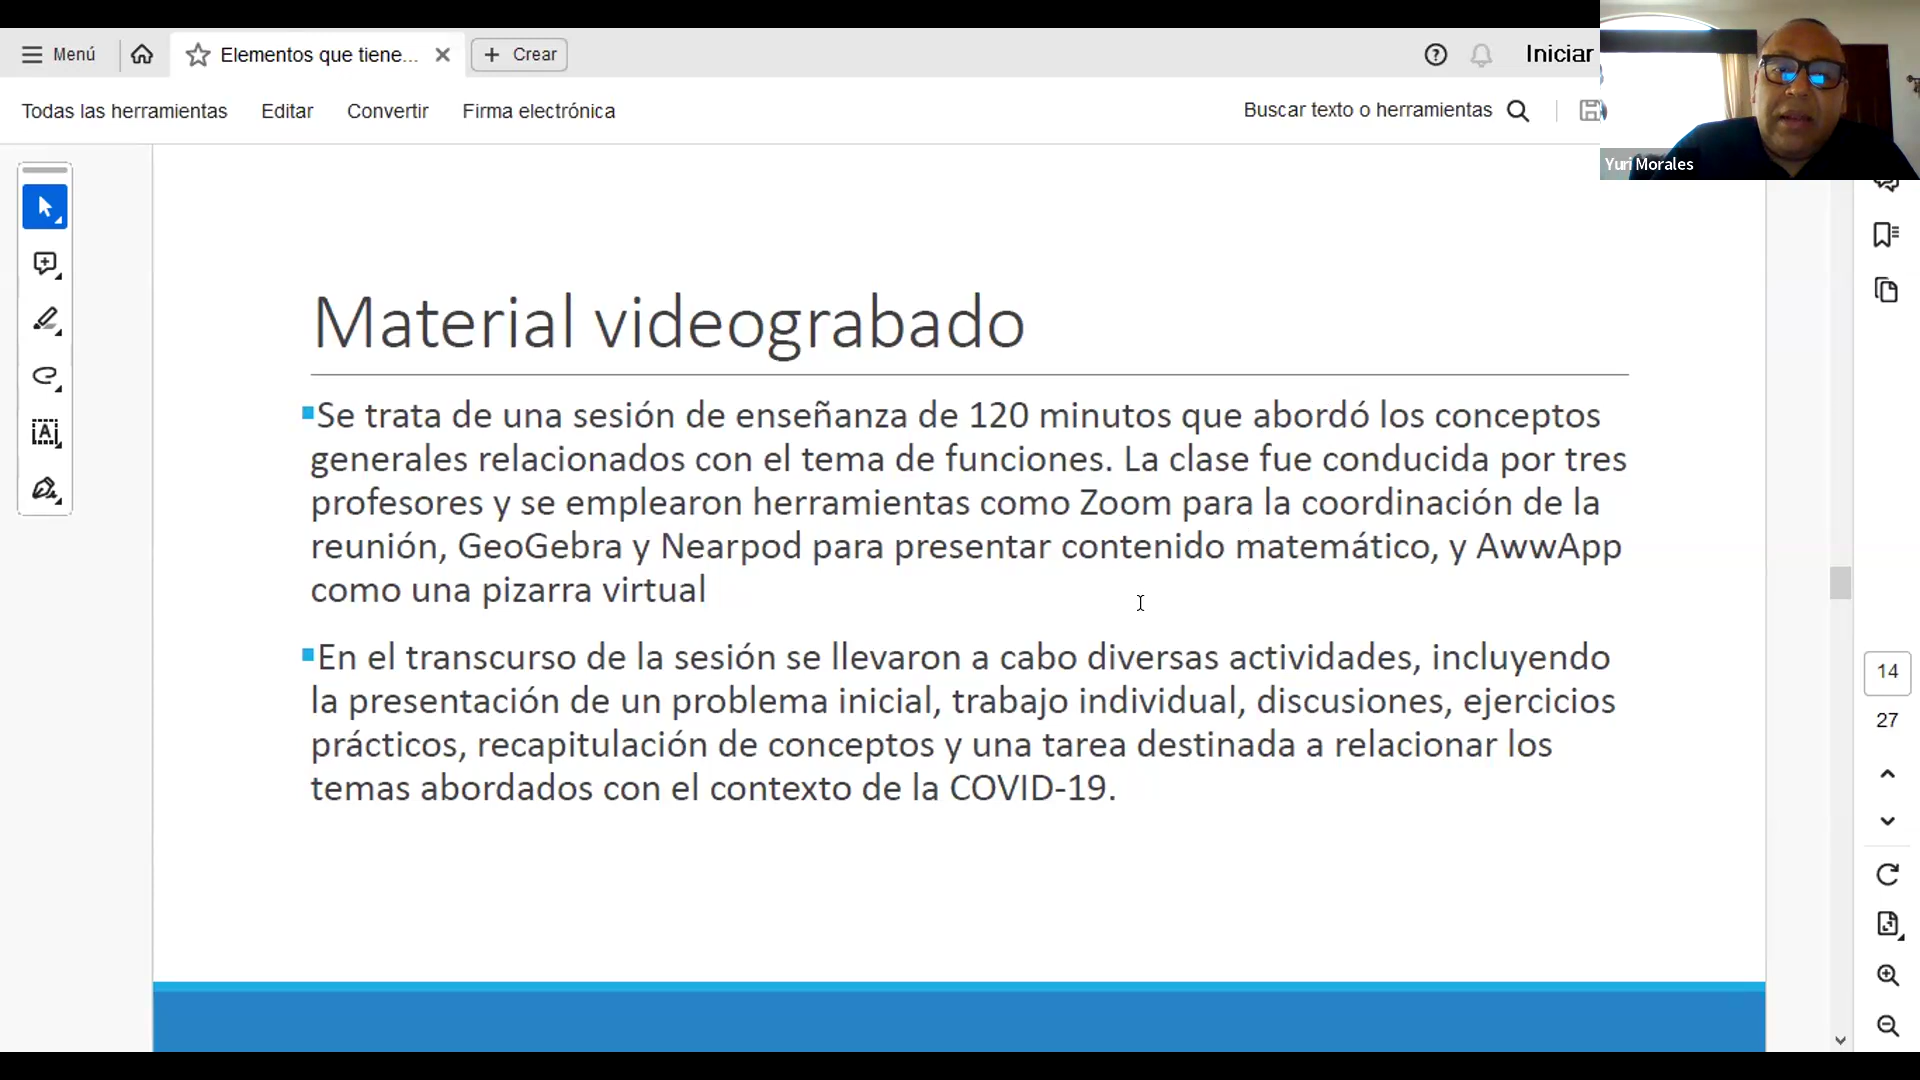 Menú
Elementos que tiene...
Crear
Iniciar
Todas las herramientas
Editar
Convertir
Firma electrónica
Buscar texto o herramientas
Yuri Morales
Material videograbado
Se trata de una sesión de enseñanza de 120 minutos que abordó los conceptos
generales relacionados con el tema de funciones. La clase fue conducida por tres
profesores y se emplearon herramientas como Zoom para la coordinación de la
reunión, GeoGebra y Nearpod para presentar contenido matemático, y AwwApp
como una pizarra virtual
En el transcurso de la sesión se llevaron a cabo diversas actividades, incluyendo
la presentación de un problema inicial, trabajo individual, discusiones, ejercicios
prácticos, recapitulación de conceptos y una tarea destinada a relacionar los
temas abordados con el contexto de la COVID-19.
14
27